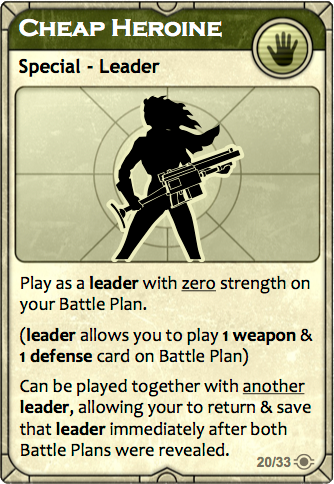 Cheap Heroine
Special - Leader
Play as a leader with zero strength on
your Battle Plan.
(leader allows you to play 1 weapon &
1 defense card on Battle Plan)
Can be played together with another
leader, allowing your to return & save
that leader immediately after both
Battle Plans were revealed.
20/33